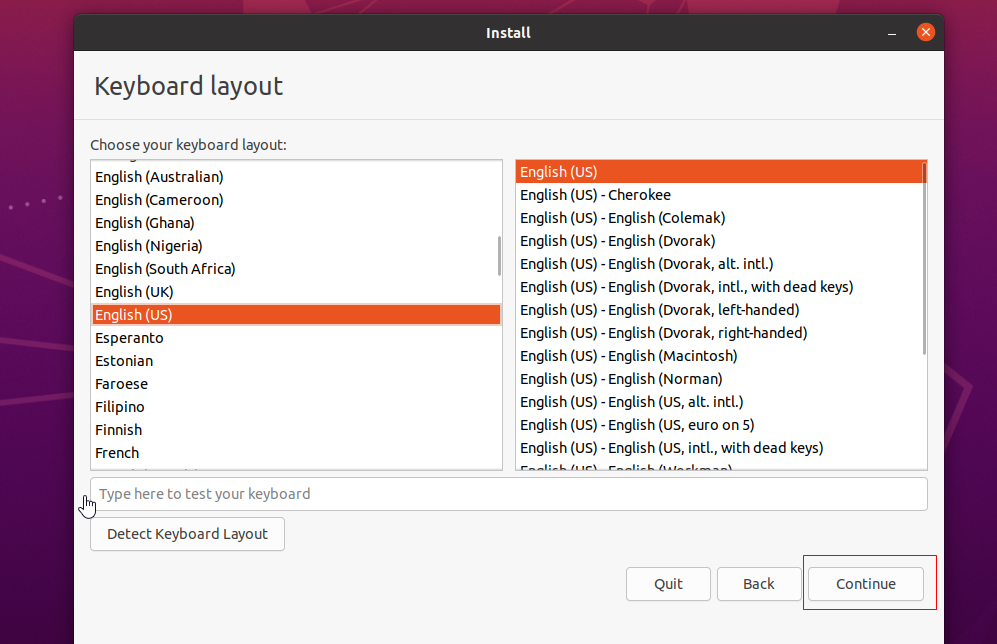 Install
Keyboard layout
Choose your keyboard layout:
English (Australian)
English (Cameroon)
English (Ghana)
English (Nigeria)
English (South Africa)
English (UK)
English (US)
Esperanto
Estonian
Faroese
Filipino
Finnish
French
English (US)
English (US) - Cherokee
English (US) - English (Colemak)
English (US) - English (Dvorak)
English (US) - English (Dvorak, alt. intl.)
English (US) - English (Dvorak, intl., with dead keys)
English (US) - English (Dvorak, left-handed)
English (US) - English (Dvorak, right-handed)
English (US) - English (Macintosh)
English (US) - English (Norman)
English (US) - English (US, alt. intl.)
English (US) - English (US, euro on 5)
English (US) - English (US, intl., with dead keys)
English (US) - English (Workman)
Type here to test your keyboard
Detect Keyboard Layout
Quit
Back
Continue